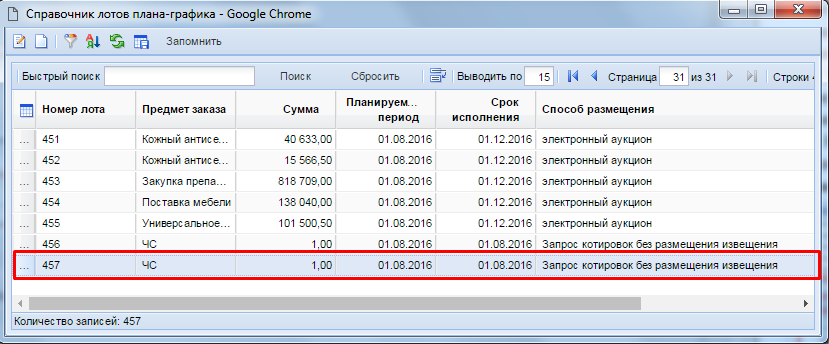 Справочник лотов плана-графика - Google Chrome
Запомнить
Быстрый поиск Поиск Сбросить Выводить по 15 Страница 31 из 31 Строки
Номер лота Предмет заказа Сумма Планируем... период Срок исполнения Способ размещения
... 451 Кожный антисе... 40 633,00 01.08.2016 01.12.2016 электронный аукцион
... 452 Кожный антисе... 15 566,50 01.08.2016 01.12.2016 электронный аукцион
... 453 Закупка препа... 818 709,00 01.08.2016 01.12.2016 электронный аукцион
... 454 Поставка мебели 138 040,00 01.08.2016 01.12.2016 электронный аукцион
... 455 Универсальное... 101 500,50 01.08.2016 01.12.2016 электронный аукцион
... 456 ЧС 1,00 01.08.2016 01.08.2016 Запрос котировок без размещения извещения
... 457 ЧС 1,00 01.08.2016 01.08.2016 Запрос котировок без размещения извещения
Количество записей: 457